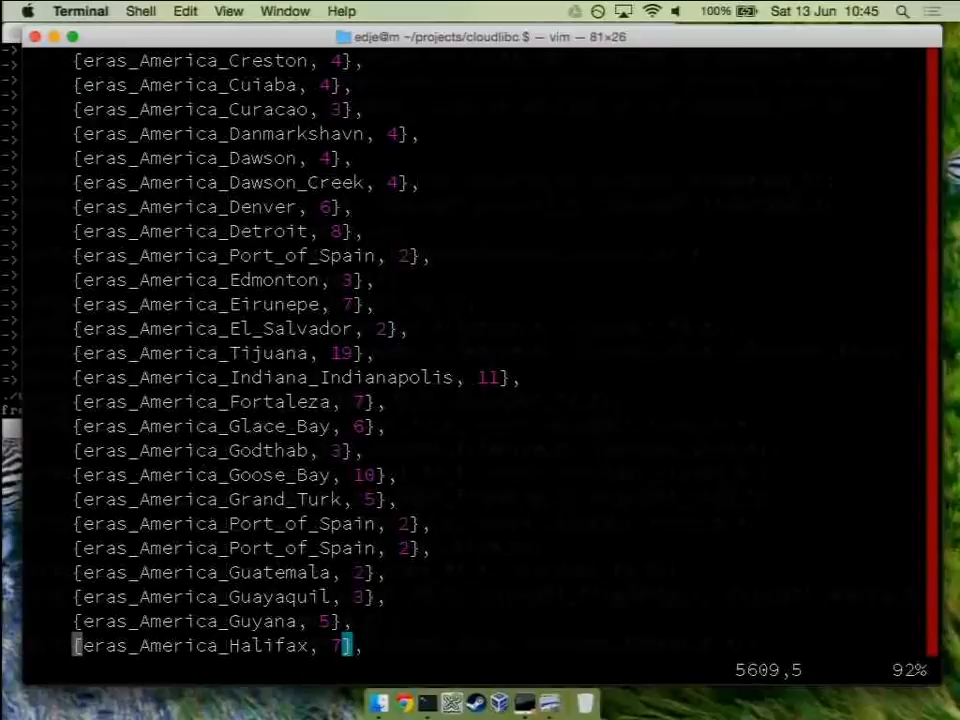 Terminal Shell Edit View Window Help 100% Sat 13 Jun 10:45
edje@m ~/projects/cloudlibc $ — vim — 81×26
{eras_America_Creston, 4},
{eras_America_Cuiaba, 4},
{eras_America_Curacao, 3},
{eras_America_Danmarkshavn, 4},
{eras_America_Dawson, 4},
{eras_America_Dawson_Creek, 4},
{eras_America_Denver, 6},
{eras_America_Detroit, 8},
{eras_America_Port_of_Spain, 2},
{eras_America_Edmonton, 3},
{eras_America_Eirunepe, 7},
{eras_America_El_Salvador, 2},
{eras_America_Tijuana, 19},
{eras_America_Indiana_Indianapolis, 11},
{eras_America_Fortaleza, 7},
{eras_America_Glace_Bay, 6},
{eras_America_Godthab, 3},
{eras_America_Goose_Bay, 10},
{eras_America_Grand_Turk, 5},
{eras_America_Port_of_Spain, 2},
{eras_America_Port_of_Spain, 2},
{eras_America_Guatemala, 2},
{eras_America_Guayaquil, 3},
{eras_America_Guyana, 5},
{eras_America_Halifax, 7},
5609,5 92%